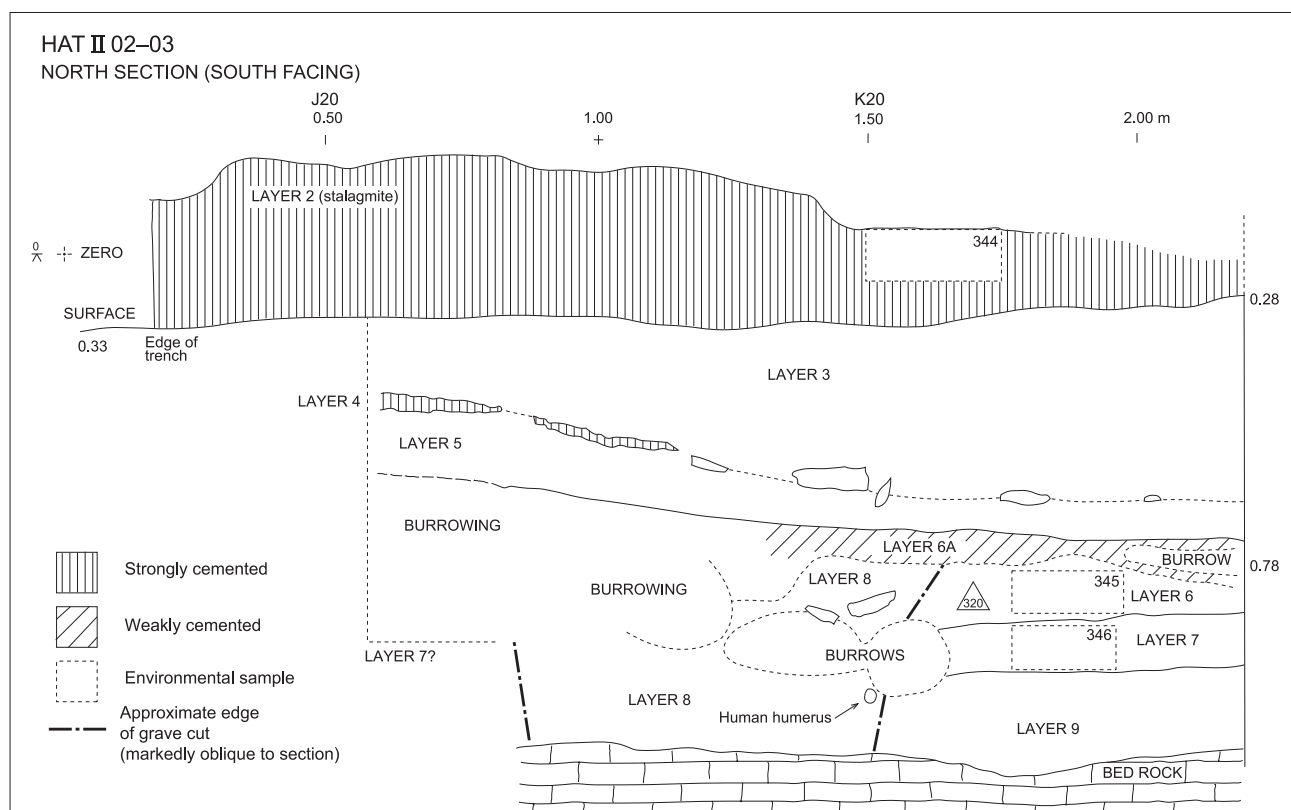 HAT II 02–03
NORTH SECTION (SOUTH FACING)
J20
0.50
1.00
K20
1.50
2.00 m
LAYER 2 (stalagmite)
344
0
ZERO
SURFACE
0.33
Edge of
trench
0.28
LAYER 3
LAYER 4
LAYER 5
BURROWING
LAYER 6A
BURROW
0.78
LAYER 8
BURROWING
345
LAYER 6
320
346
LAYER 7
LAYER 7?
BURROWS
LAYER 8
Human humerus
LAYER 9
BED ROCK
Strongly cemented
Weakly cemented
Environmental sample
Approximate edge
of grave cut
(markedly oblique to section)